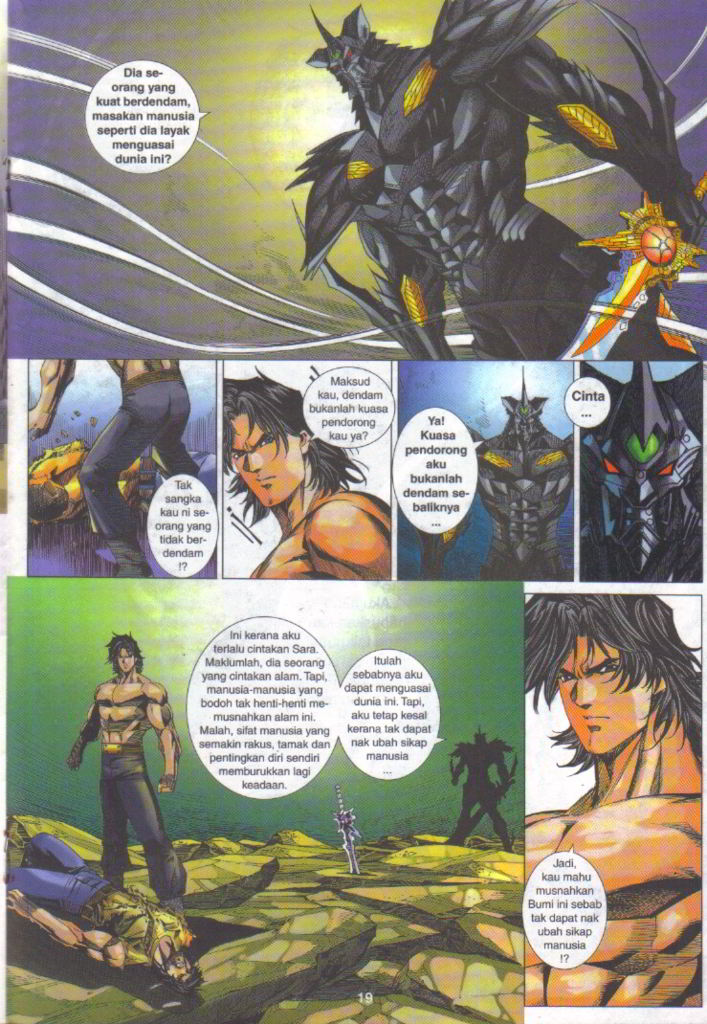 Dia se-
orang yang
kuat berdendam,
masakan manusia
seperti dia layak
menguasai
dunia ini?
Tak
sangka
kau ni se-
orang yang
tidak ber-
dendam
!?
Maksud
kau, dendam
bukanlah kuasa
pendorong
kau ya?
Ya!
Kuasa
pendorong
aku
bukanlah
dendam se-
baliknya
...
Cinta
...
Ini kerana aku
terlalu cintakan Sara.
Maklumlah, dia seorang
yang cintakan alam. Tapi,
manusia-manusia yang
bodoh tak henti-henti me-
musnahkan alam ini.
Malah, sifat manusia yang
semakin rakus, tamak dan
pentingkan diri sendiri
memburukkan lagi
keadaan.
Itulah
sebabnya aku
dapat menguasai
dunia ini. Tapi,
aku tetap kesal
kerana tak dapat
nak ubah sikap
manusia
...
Jadi,
kau mahu
musnahkan
Bumi ini sebab
tak dapat nak
ubah sikap
manusia
!?
19